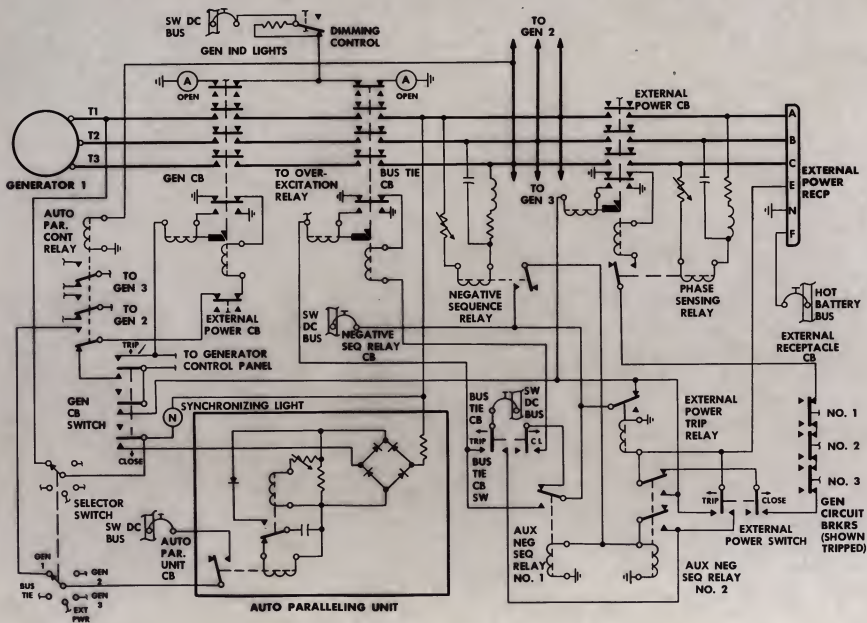 SW DC
BUS
GEN IND LIGHTS
DIMMING
CONTROL
TO
GEN 2
A
OPEN
A
OPEN
EXTERNAL
POWER CB
T1
T2
T3
GENERATOR 1
GEN CB
TO OVER-
EXCITATION
RELAY
BUS TIE
CB
TO
GEN 3
A
B
C
E
N
F
EXTERNAL
POWER
RECP
AUTO
PAR.
CONT
RELAY
TO
GEN 3
TO
GEN 2
EXTERNAL
POWER CB
SW
DC
BUS
NEGATIVE
SEQ RELAY
CB
NEGATIVE
SEQUENCE
RELAY
PHASE
SENSING
RELAY
HOT
BATTERY
BUS
EXTERNAL
RECEPTACLE
CB
TRIP
TO GENERATOR
CONTROL PANEL
GEN
CB
SWITCH
N
SYNCHRONIZING LIGHT
CLOSE
BUS
TIE
CB
SW
DC
BUS
TRIP
CL
BUS
TIE
CB
SW
EXTERNAL
POWER
TRIP
RELAY
NO. 1
NO. 2
NO. 3
GEN
CIRCUIT
BRKRS
(SHOWN
TRIPPED)
SELECTOR
SWITCH
SW DC
BUS
AUTO
PAR.
UNIT
CB
TRIP
CLOSE
EXTERNAL
POWER SWITCH
AUX
NEG
SEQ
RELAY
NO. 1
AUX NEG
SEQ RELAY
NO. 2
GEN
1
GEN
2
BUS
TIE
GEN
3
EXT
PWR
AUTO PARALLELING UNIT